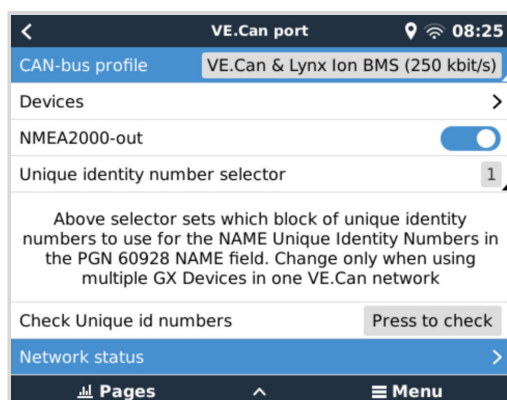 VE.Can port
08:25
CAN-bus profile
VE.Can & Lynx Ion BMS (250 kbit/s)
Devices
NMEA2000-out
Unique identity number selector
1
Above selector sets which block of unique identity
numbers to use for the NAME Unique Identity Numbers in
the PGN 60928 NAME field. Change only when using
multiple GX Devices in one VE.Can network
Check Unique id numbers
Press to check
Network status
Pages
Menu